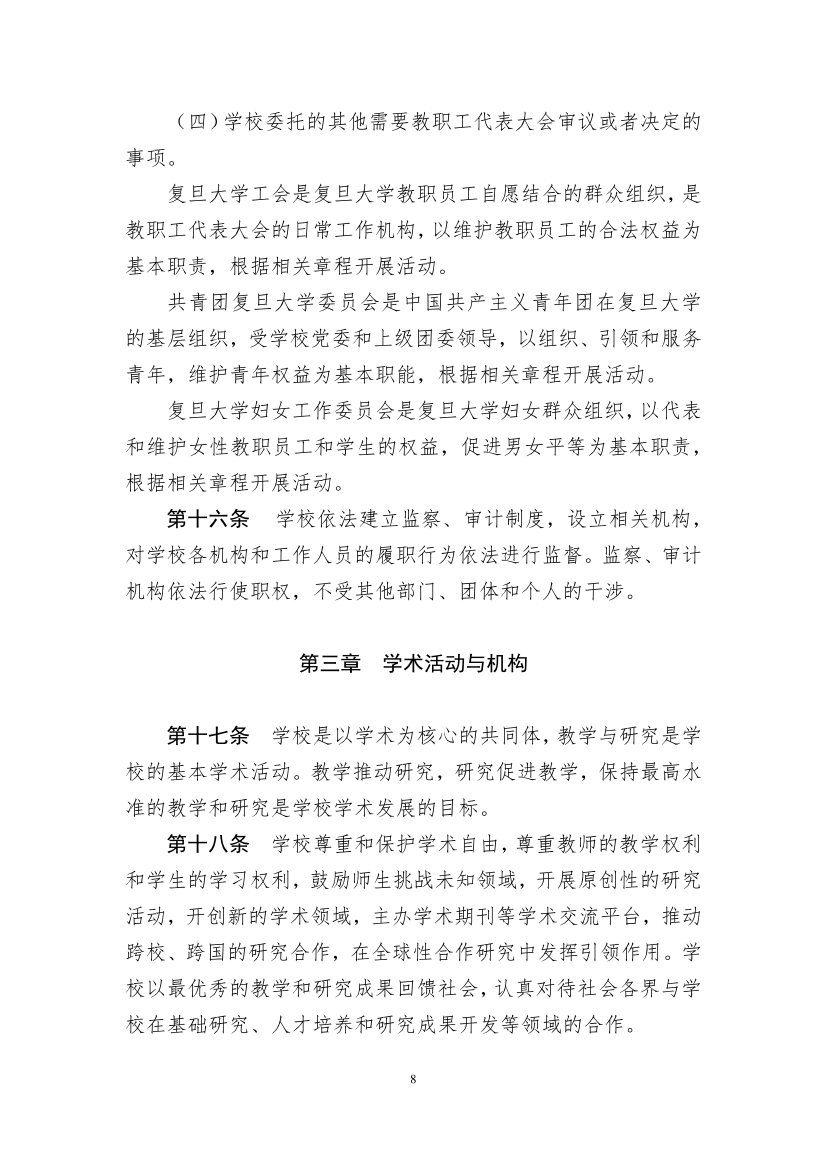 （四）学校委托的其他需要教职工代表大会审议或者决定的
事项。
复旦大学工会是复旦大学教职员工自愿结合的群众组织，是
教职工代表大会的日常工作机构，以维护教职员工的合法权益为
基本职责，根据相关章程开展活动。
共青团复旦大学委员会是中国共产主义青年团在复旦大学
的基层组织，受学校党委和上级团委领导，以组织、引领和服务
青年，维护青年权益为基本职能，根据相关章程开展活动。
复旦大学妇女工作委员会是复旦大学妇女群众组织，以代表
和维护女性教职员工和学生的权益，促进男女平等为基本职责，
根据相关章程开展活动。
第十六条　学校依法建立监察、审计制度，设立相关机构，
对学校各机构和工作人员的履职行为依法进行监督。监察、审计
机构依法行使职权，不受其他部门、团体和个人的干涉。
第三章　学术活动与机构
第十七条　学校是以学术为核心的共同体，教学与研究是学
校的基本学术活动。教学推动研究，研究促进教学，保持最高水
准的教学和研究是学校学术发展的目标。
第十八条　学校尊重和保护学术自由，尊重教师的教学权利
和学生的学习权利，鼓励师生挑战未知领域，开展原创性的研究
活动，开创新的学术领域，主办学术期刊等学术交流平台，推动
跨校、跨国的研究合作，在全球性合作研究中发挥引领作用。学
校以最优秀的教学和研究成果回馈社会，认真对待社会各界与学
校在基础研究、人才培养和研究成果开发等领域的合作。
8